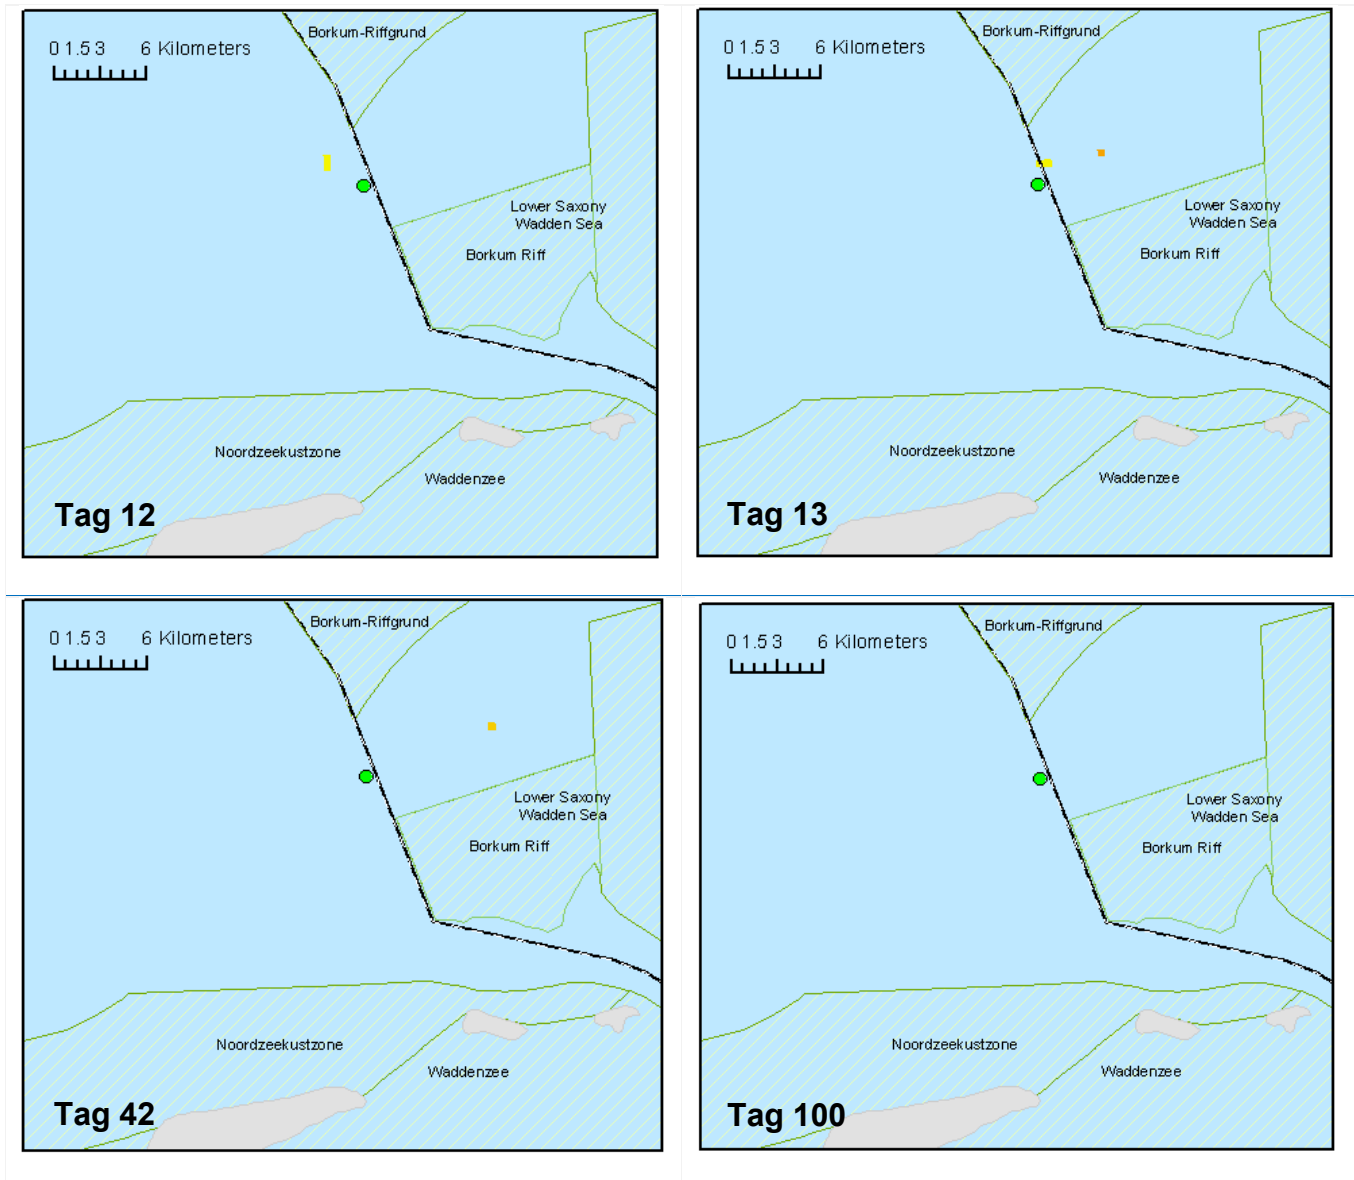 Borkum-Riffgrund
0 1.5 3 6 Kilometers
Lower Saxony
Wadden Sea
Borkum Riff
Noordzeekustzone
Waddenzee
Tag 12
Borkum-Riffgrund
0 1.5 3 6 Kilometers
Lower Saxony
Wadden Sea
Borkum Riff
Noordzeekustzone
Waddenzee
Tag 13
Borkum-Riffgrund
0 1.5 3 6 Kilometers
Lower Saxony
Wadden Sea
Borkum Riff
Noordzeekustzone
Waddenzee
Tag 42
Borkum-Riffgrund
0 1.5 3 6 Kilometers
Lower Saxony
Wadden Sea
Borkum Riff
Noordzeekustzone
Waddenzee
Tag 100